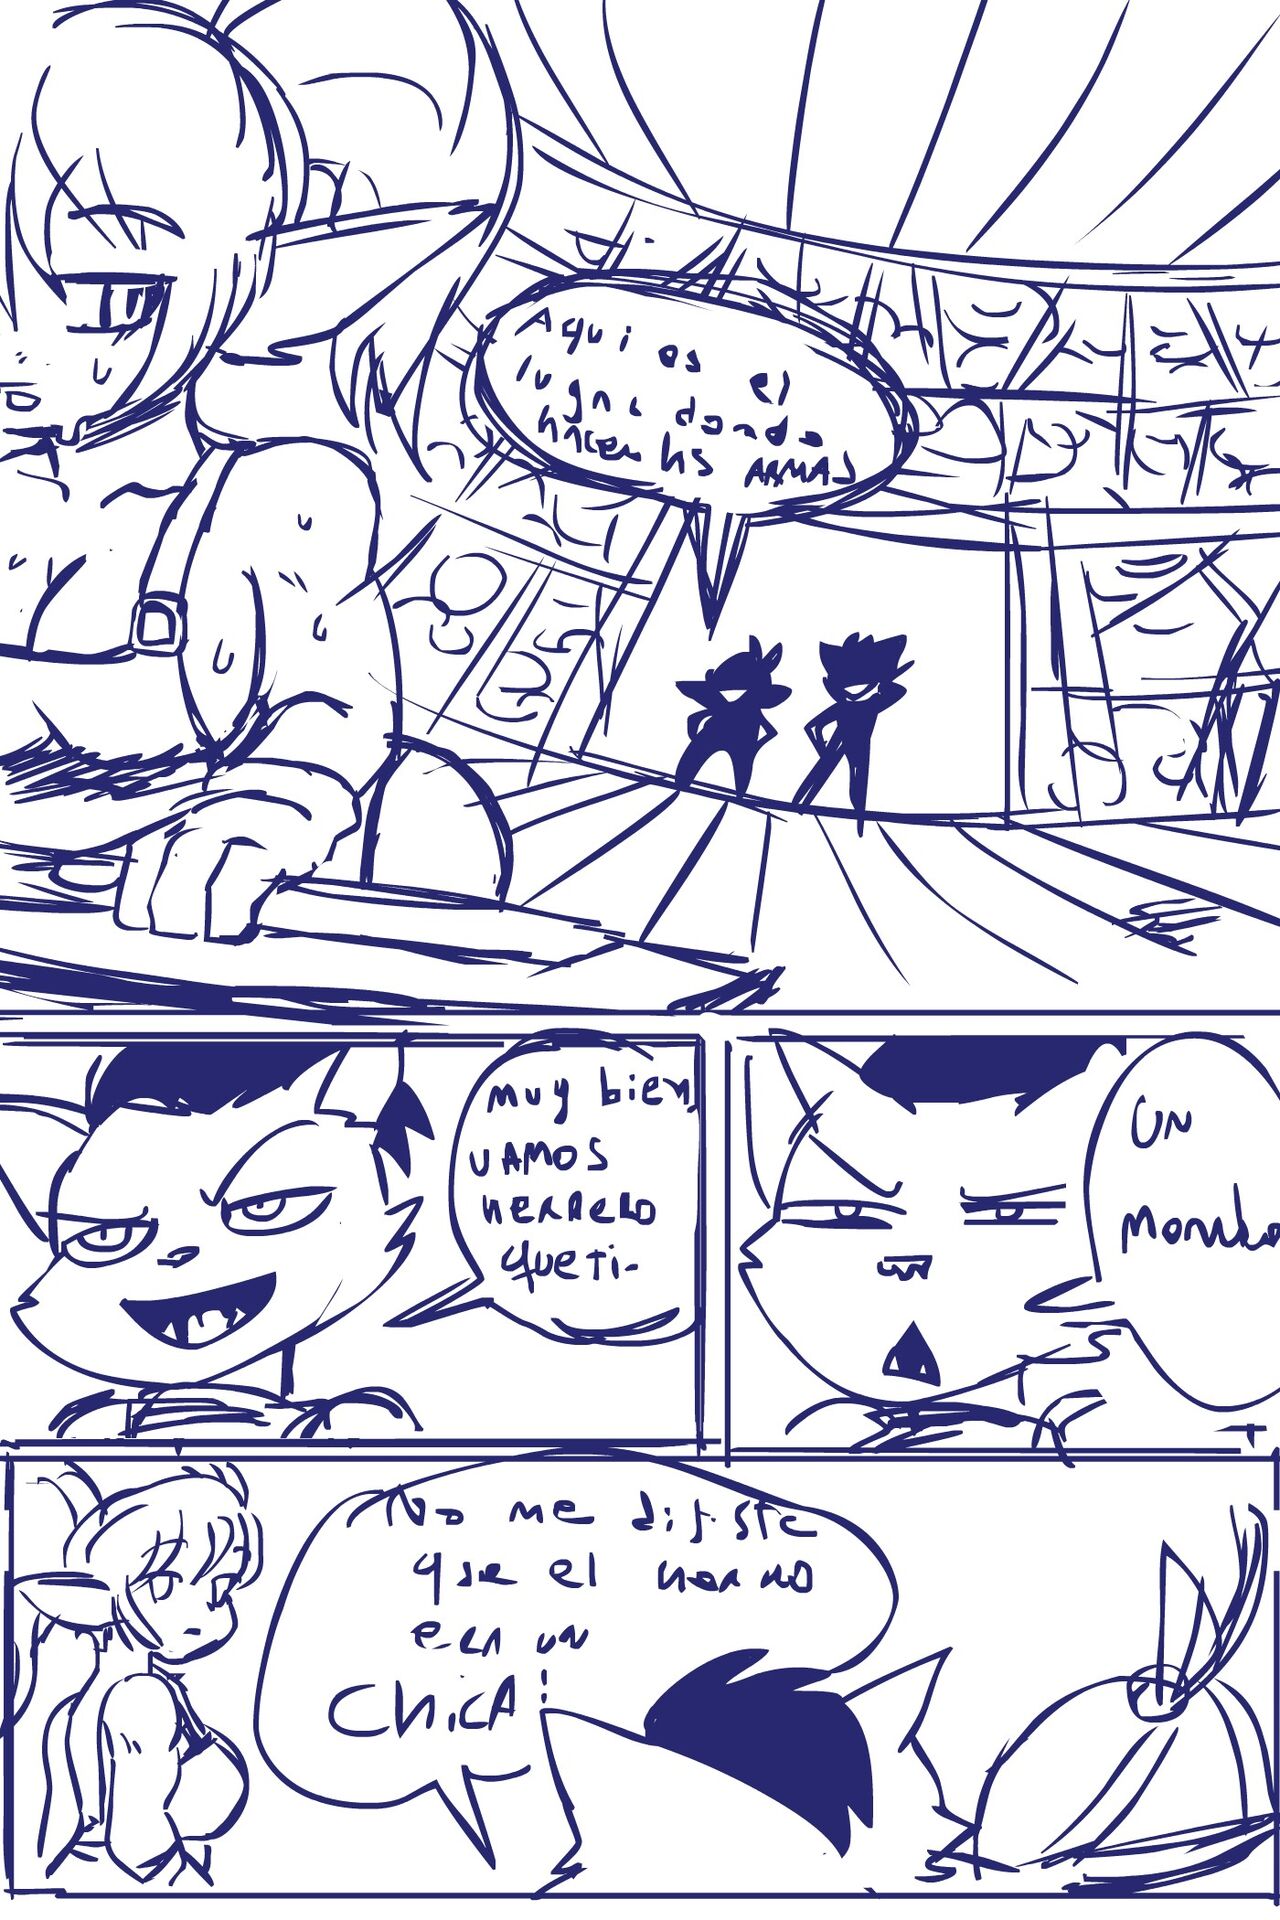 Aqui es el
lugar donde
hacen las ARMAS
muy bien,
VAMOS
HERRERO
que ti-
UN
momento
No me dijiste
que el herrero
era un
CHICA!